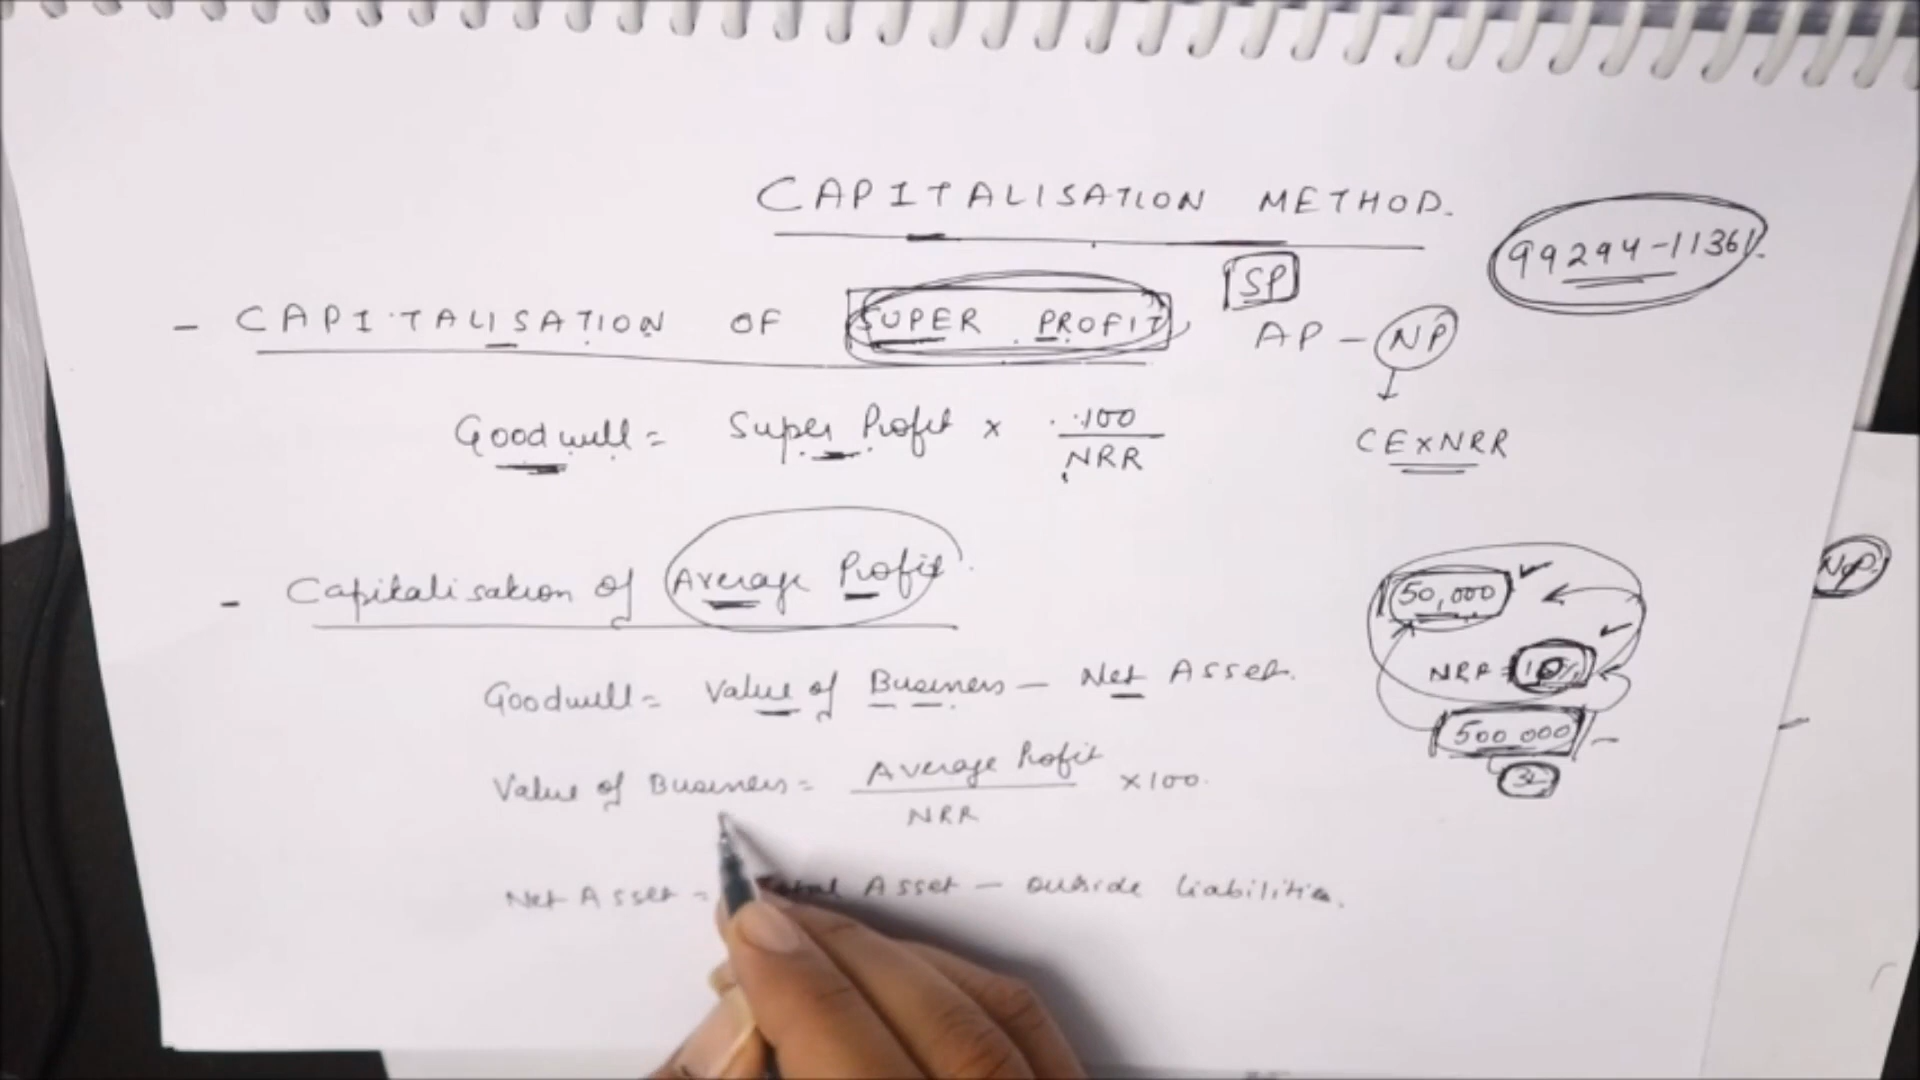 CAPITALISATION METHOD.
99294-11361
SP
- CAPITALISATION OF SUPER PROFIT
AP - NP
Goodwill = Super Profit × 100
NRR
CE×NRR
- Capitalisation of Average Profit.
50,000
NP
Goodwill = Value of Business - Net Asset.
NRR = 10%
500 000
Value of Business = Average Profit ×100.
NRR
Net Asset = Total Asset - outside liabilities.